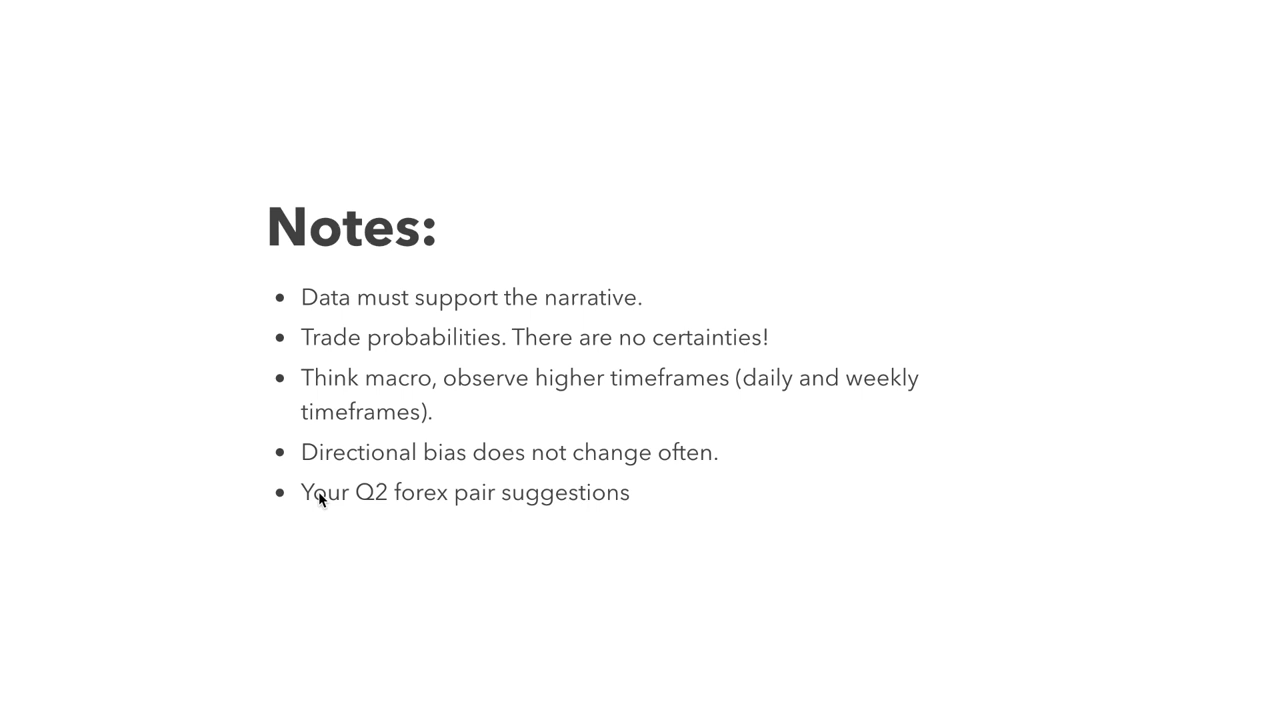 Notes:
• Data must support the narrative.
• Trade probabilities. There are no certainties!
• Think macro, observe higher timeframes (daily and weekly
timeframes).
• Directional bias does not change often.
• Your Q2 forex pair suggestions